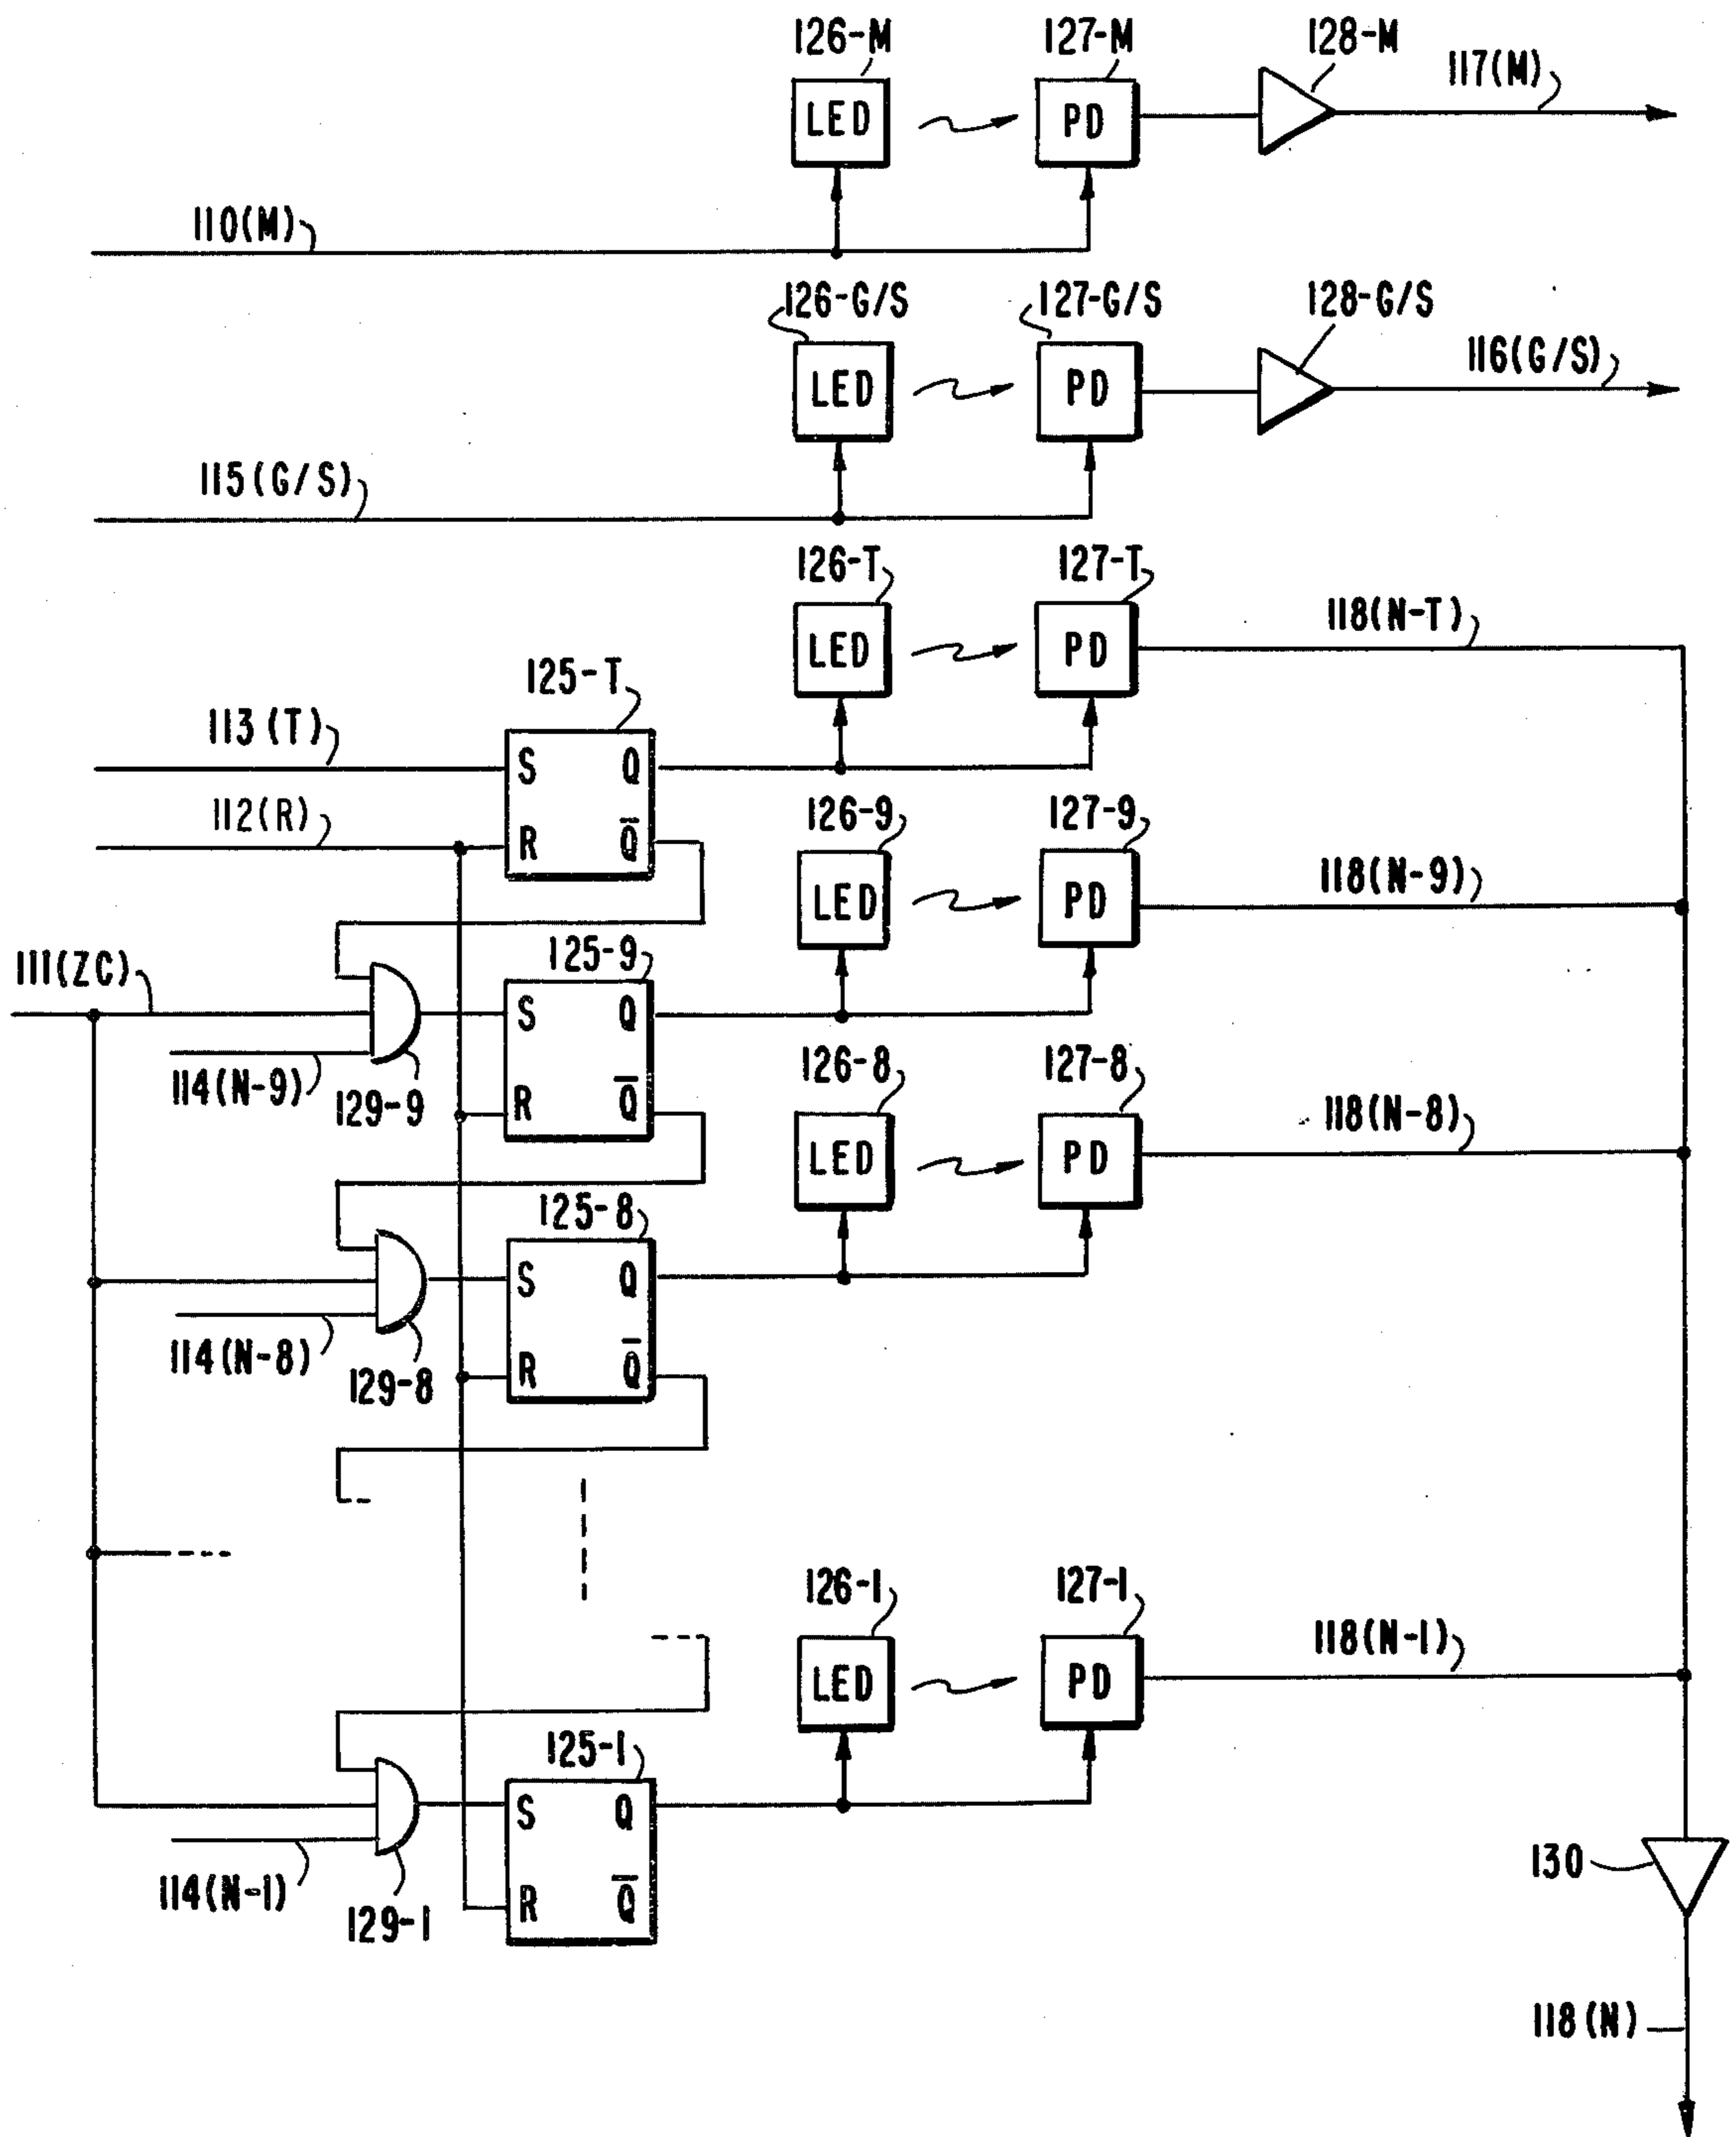 126-M 127-M 128-M 117(M)
LED PD
110(M)
126-G/S 127-G/S 128-G/S
116(G/S)
LED PD
115(G/S)
126-T 127-T
118(N-T)
LED PD
125-T
113(T)
S Q
112(R)
R Q̅
126-9 127-9
118(N-9)
LED PD
125-9
111(ZC)
S Q
114(N-9)
129-9
R Q̅
126-8 127-8
118(N-8)
LED PD
125-8
S Q
114(N-8)
129-8
R Q̅
126-1 127-1
118(N-1)
LED PD
125-1
S Q
114(N-1)
129-1
R Q̅
130
118(N)